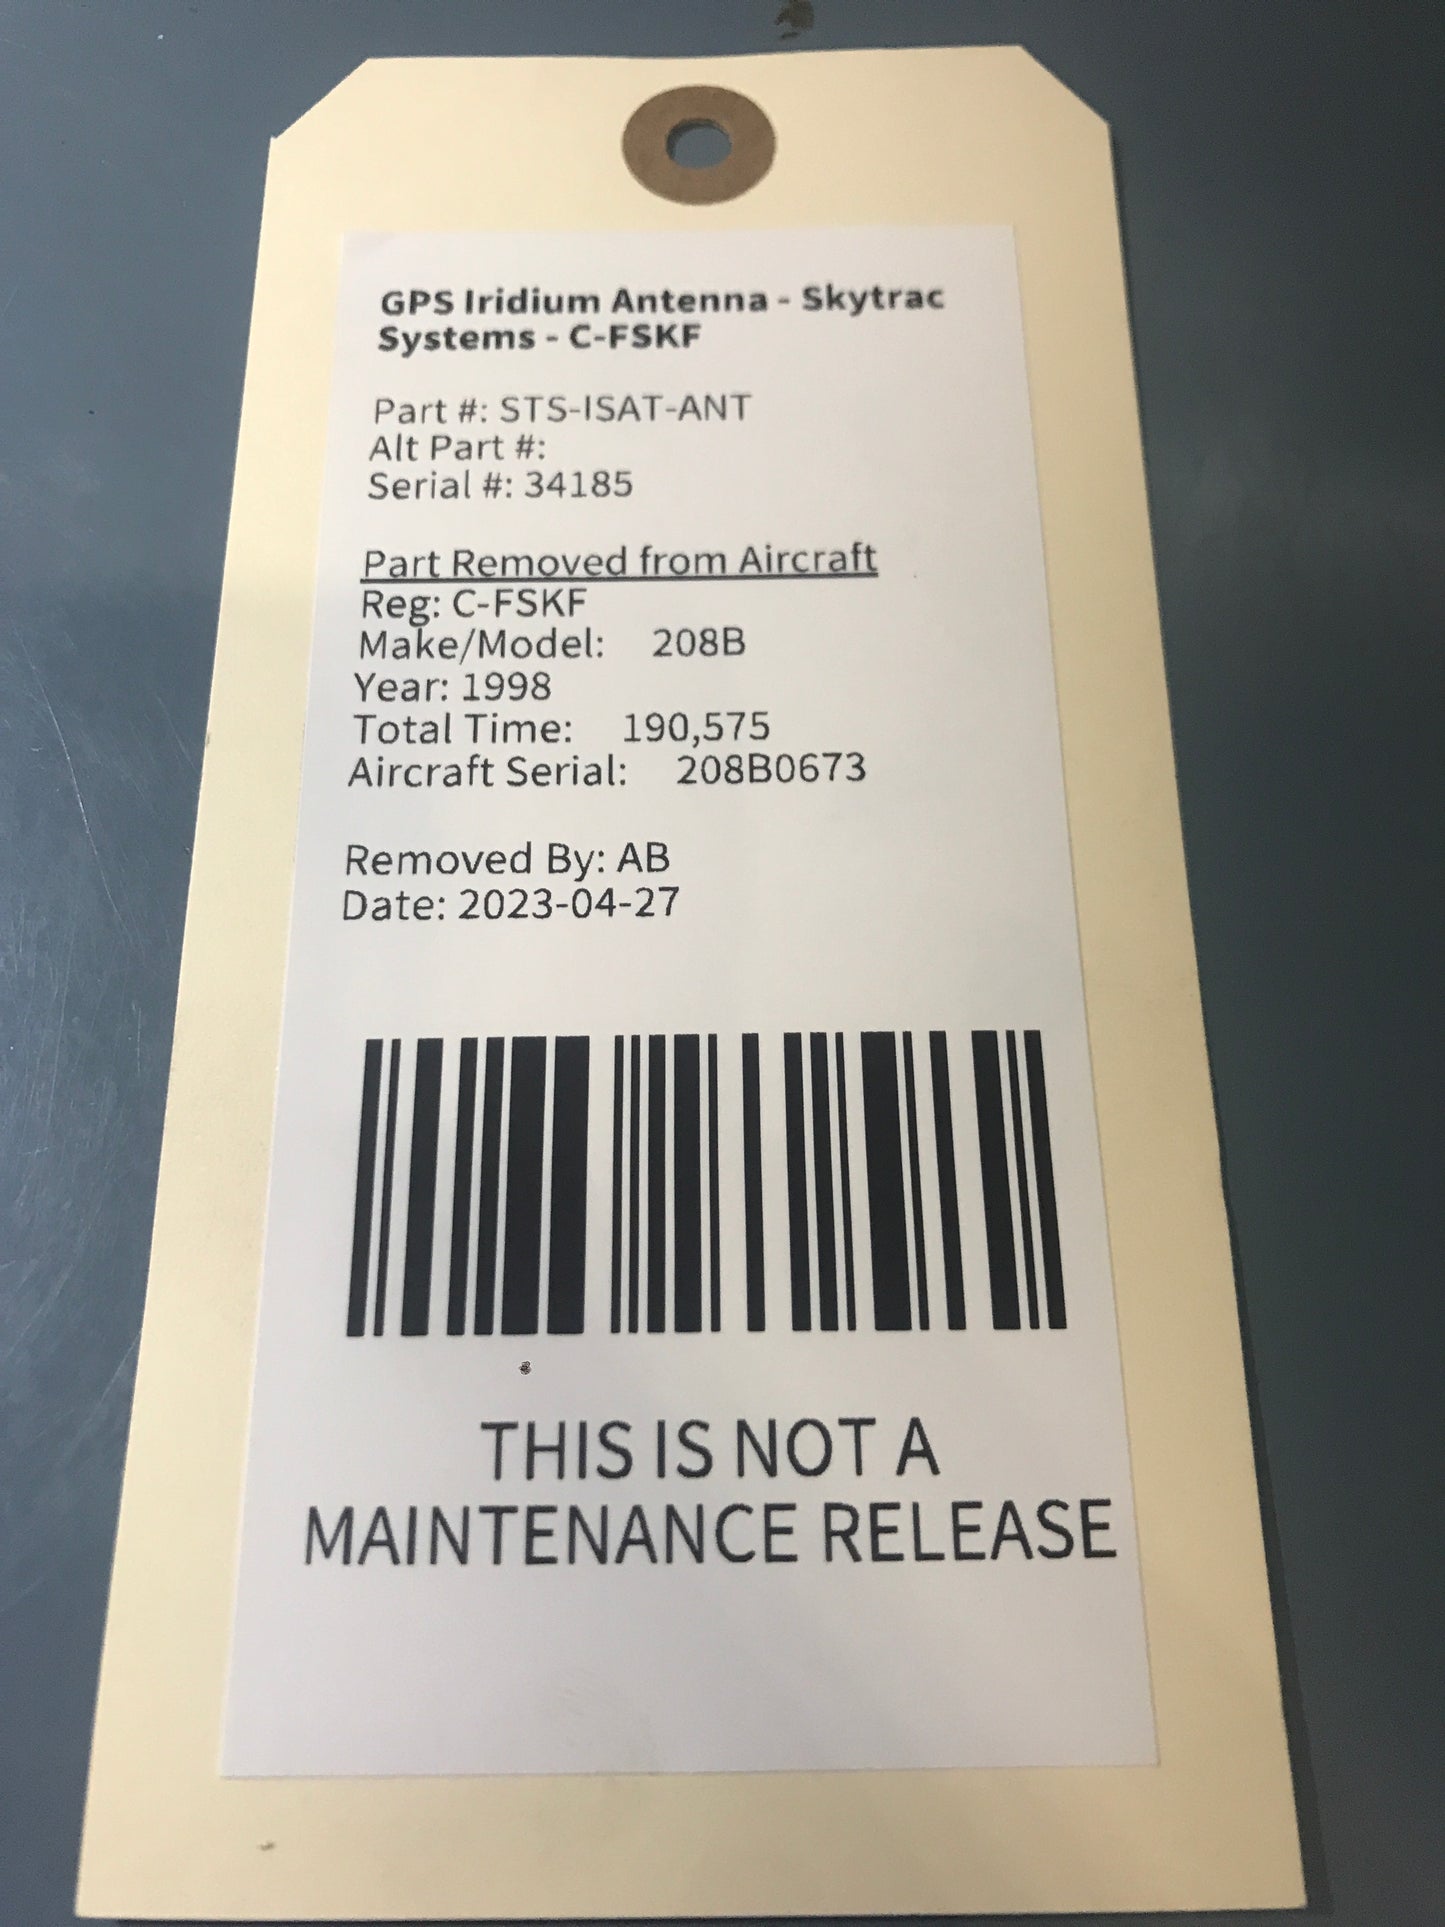 GPS Iridium Antenna - Skytrac
Systems - C-FSKF
Part #: STS-ISAT-ANT
Alt Part #:
Serial #: 34185
Part Removed from Aircraft
Reg: C-FSKF
Make/Model: 208B
Year: 1998
Total Time: 190,575
Aircraft Serial: 208B0673
Removed By: AB
Date: 2023-04-27
THIS IS NOT A
MAINTENANCE RELEASE